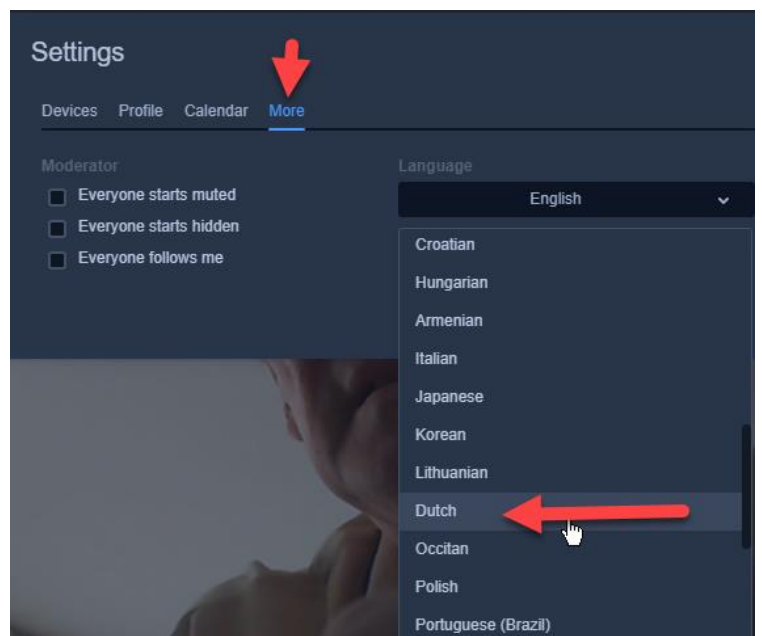 Settings
Devices Profile Calendar More
Moderator
Everyone starts muted
Everyone starts hidden
Everyone follows me
Language
English
Croatian
Hungarian
Armenian
Italian
Japanese
Korean
Lithuanian
Dutch
Occitan
Polish
Portuguese (Brazil)